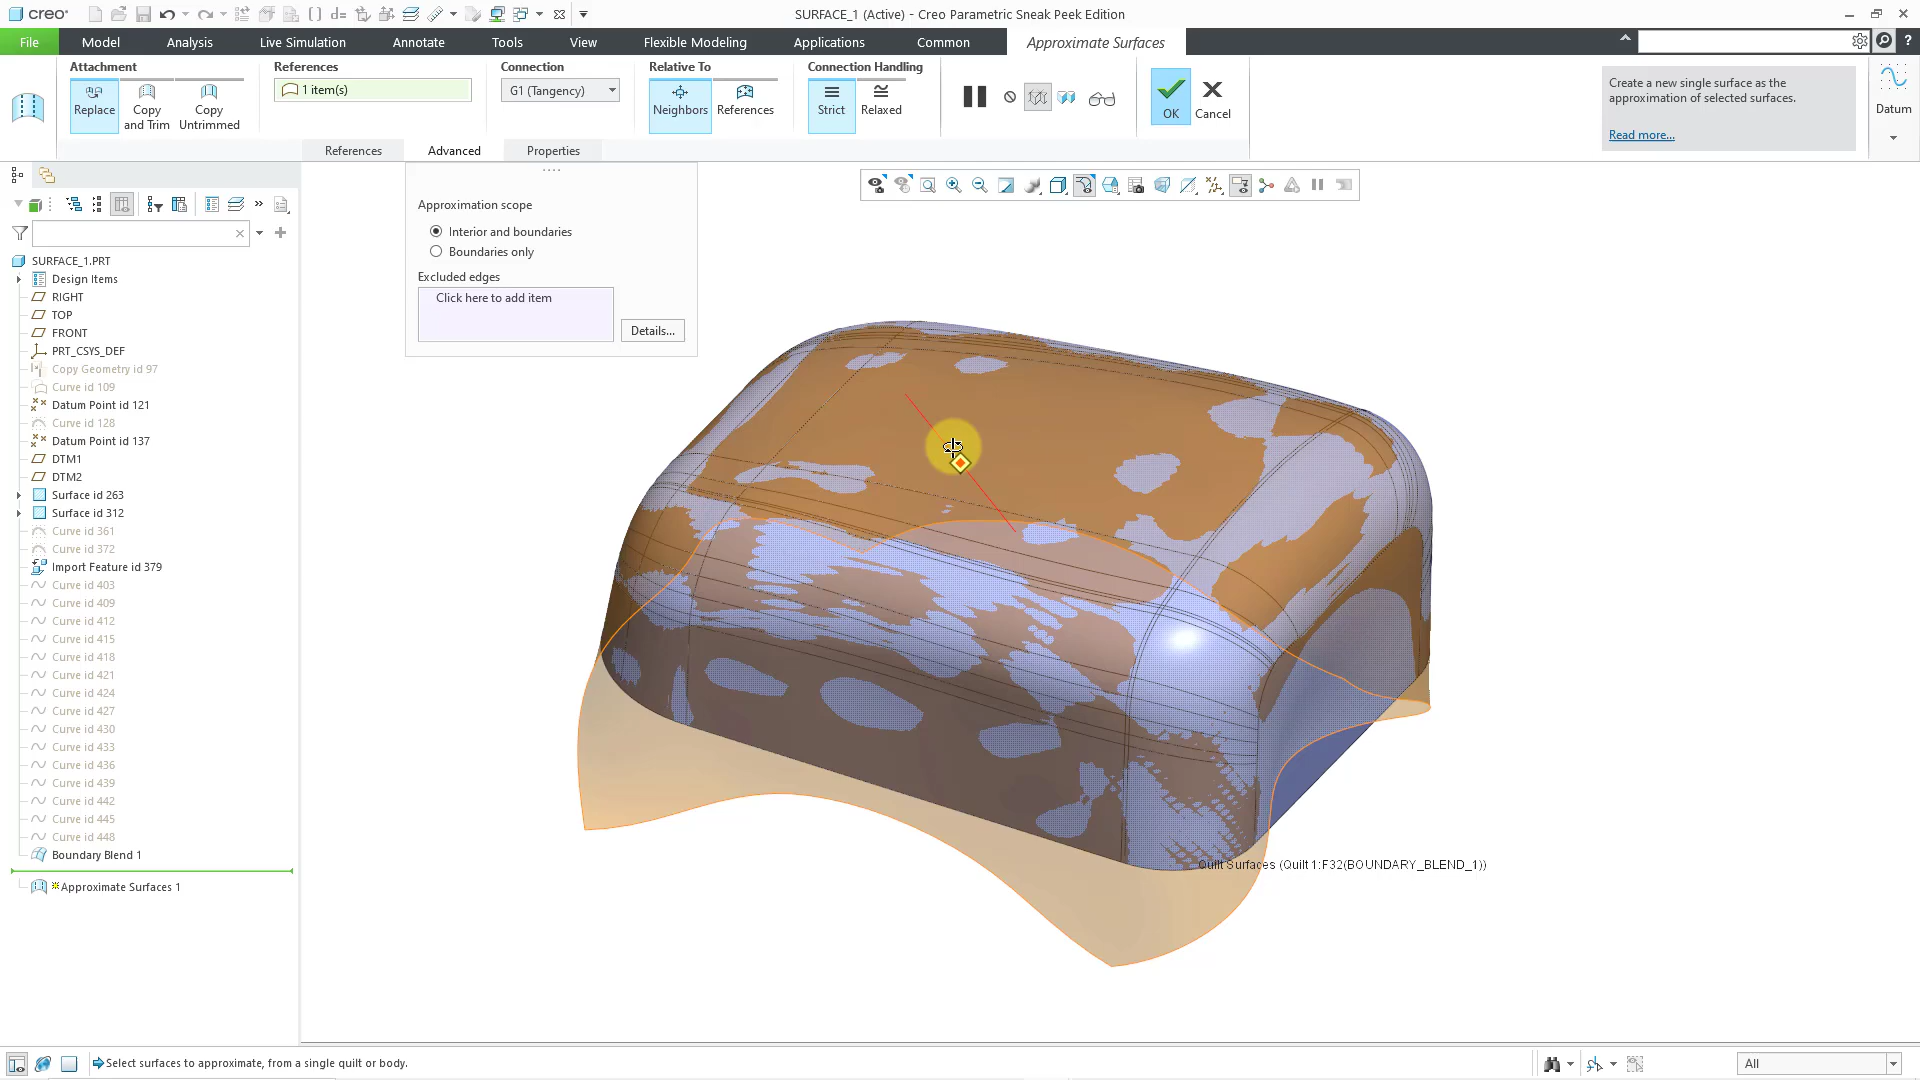 creo
SURFACE_1 (Active) - Creo Parametric Sneak Peek Edition
File
Model
Analysis
Live Simulation
Annotate
Tools
View
Flexible Modeling
Applications
Common
Approximate Surfaces
Attachment
Replace
Copy and Trim
Copy Untrimmed
References
1 item(s)
Connection
G1 (Tangency)
Relative To
Neighbors
References
Connection Handling
Strict
Relaxed
OK
Cancel
Create a new single surface as the
approximation of selected surfaces.
Read more...
Datum
References
Advanced
Properties
Approximation scope
Interior and boundaries
Boundaries only
Excluded edges
Click here to add item
Details...
SURFACE_1.PRT
Design Items
RIGHT
TOP
FRONT
PRT_CSYS_DEF
Copy Geometry id 97
Curve id 109
Datum Point id 121
Curve id 128
Datum Point id 137
DTM1
DTM2
Surface id 263
Surface id 312
Curve id 361
Curve id 372
Import Feature id 379
Curve id 403
Curve id 409
Curve id 412
Curve id 415
Curve id 418
Curve id 421
Curve id 424
Curve id 427
Curve id 430
Curve id 433
Curve id 436
Curve id 439
Curve id 442
Curve id 445
Curve id 448
Boundary Blend 1
Approximate Surfaces 1
Quilt Surfaces (Quilt 1:F32(BOUNDARY_BLEND_1))
Select surfaces to approximate, from a single quilt or body.
All